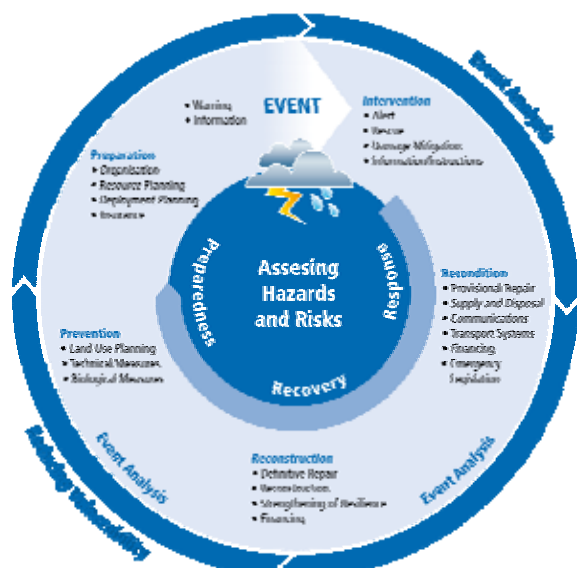 Event Analysis
• Warning
• Information
EVENT
Intervention
• Alert
• Rescue
• Damage Mitigation
• Information/Instructions
Preparation
• Organisation
• Resource Planning
• Deployment Planning
• Insurance
Preparedness
Assesing
Hazards
and Risks
Response
Recovery
Recondition
• Provisional Repair
• Supply and Disposal
• Communications
• Transport Systems
• Financing
• Emergency
Legislation
Prevention
• Land Use Planning
• Technical Measures
• Biological Measures
Reconstruction
• Definitive Repair
• Reconstruction
• Strengthening of Resilience
• Financing
Event Analysis
Event Analysis
Reducing Vulnerability